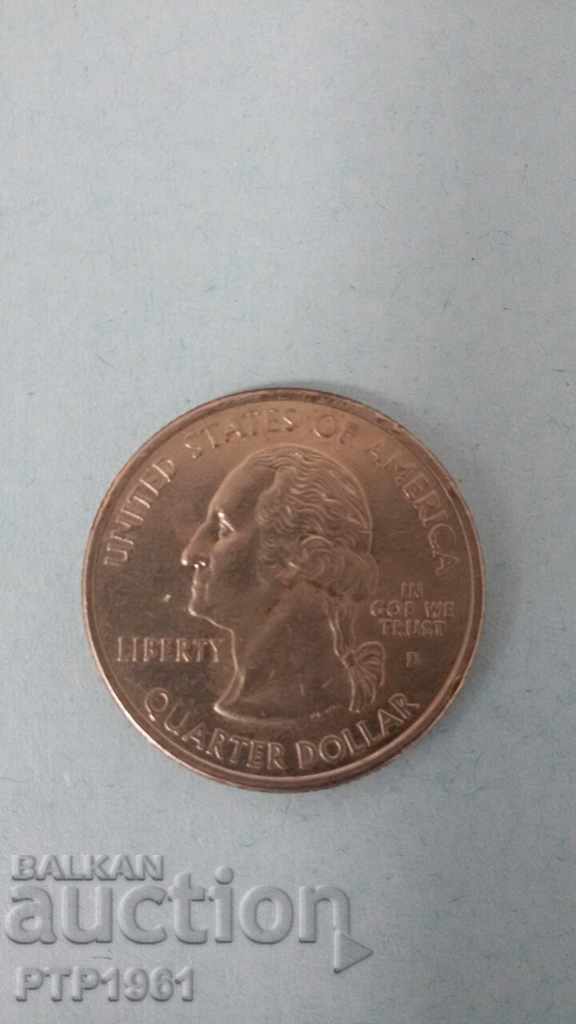 UNITED STATES OF AMERICA
IN
GOD WE
TRUST
LIBERTY
QUARTER DOLLAR
BALKAN
auction
PTP1961